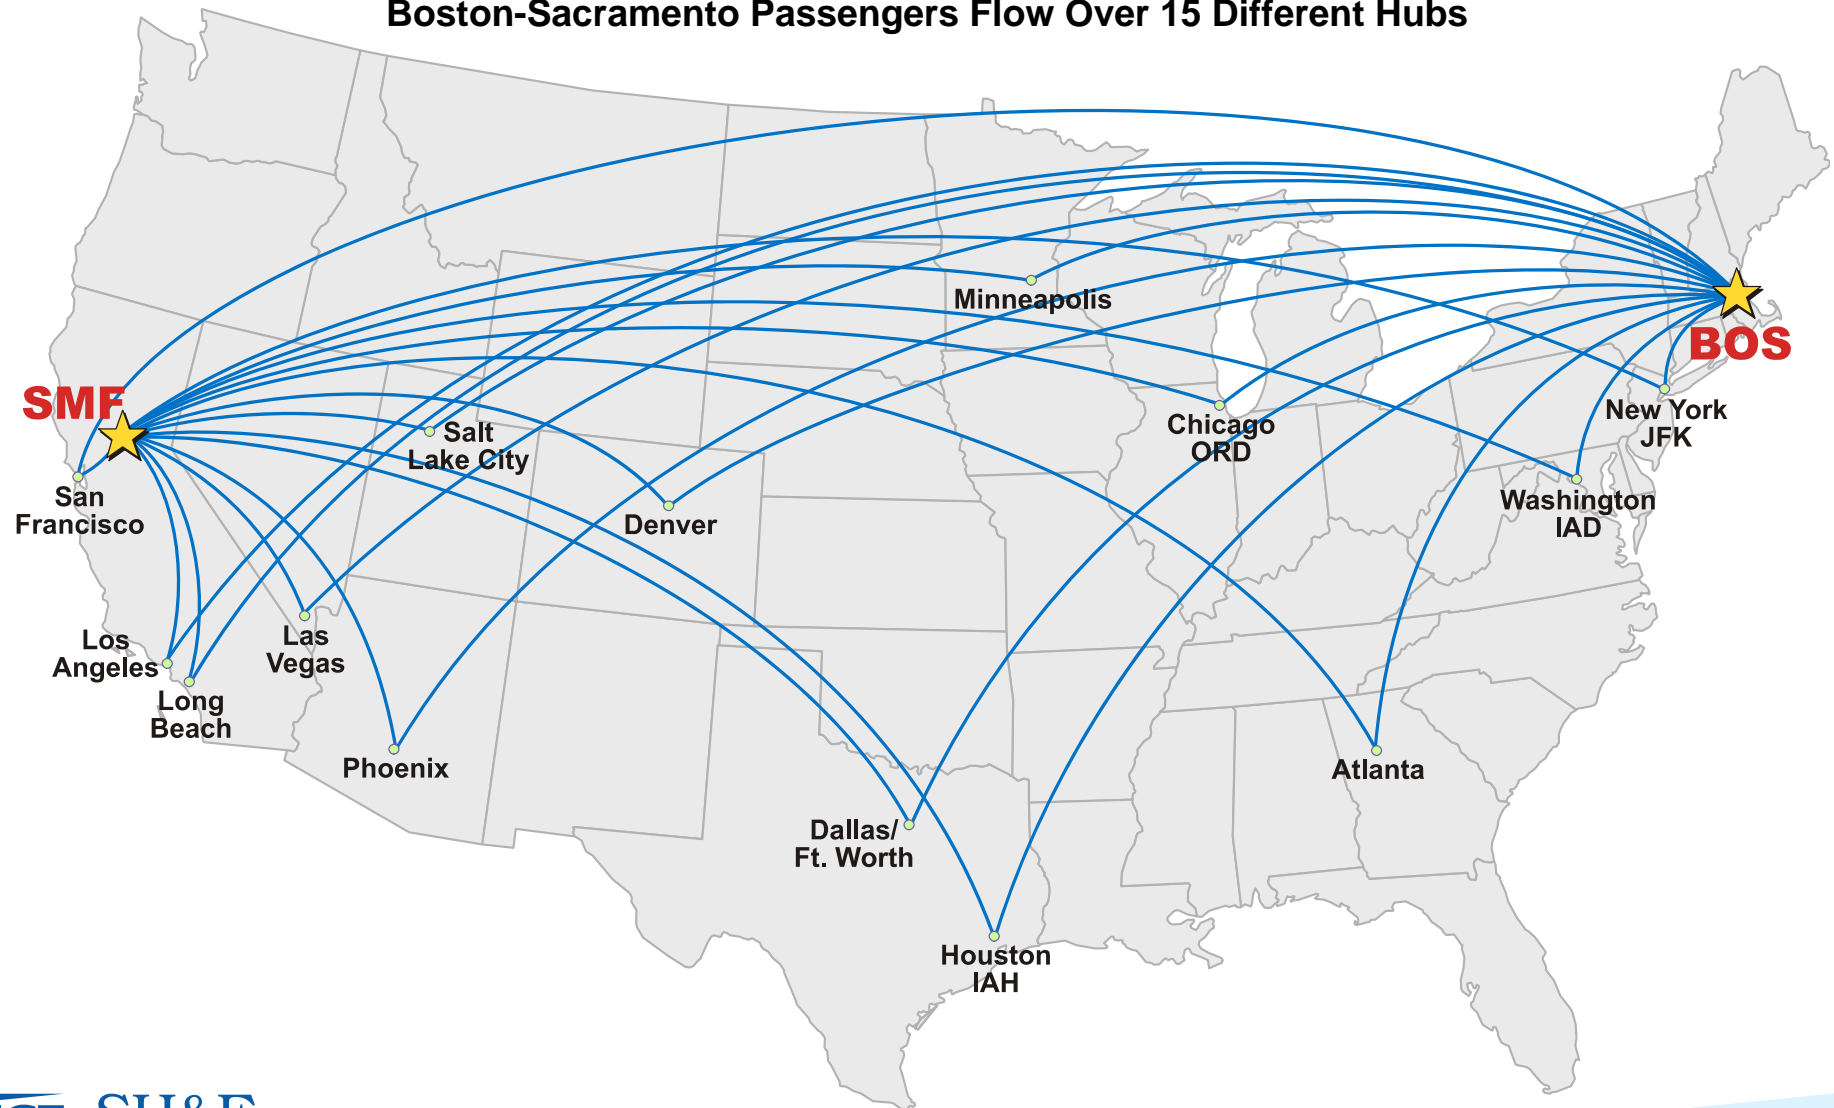 Boston-Sacramento Passengers Flow Over 15 Different Hubs
Minneapolis
BOS
SMF
New York
JFK
Chicago
ORD
Salt
Lake City
San
Francisco
Denver
Washington
IAD
Los
Angeles
Las
Vegas
Long
Beach
Phoenix
Atlanta
Dallas/
Ft. Worth
Houston
IAH
SH&E